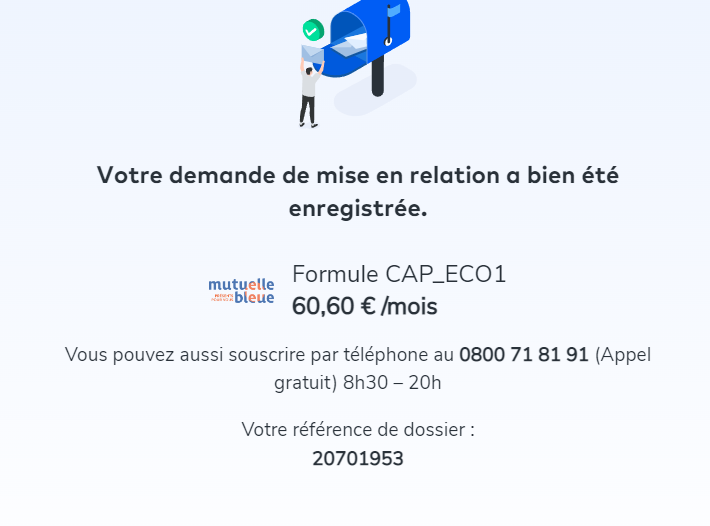 Votre demande de mise en relation a bien été
enregistrée.
mutuelle
bleue
Formule CAP_ECO1
60,60 € /mois
Vous pouvez aussi souscrire par téléphone au 0800 71 81 91 (Appel
gratuit) 8h30 – 20h
Votre référence de dossier :
20701953